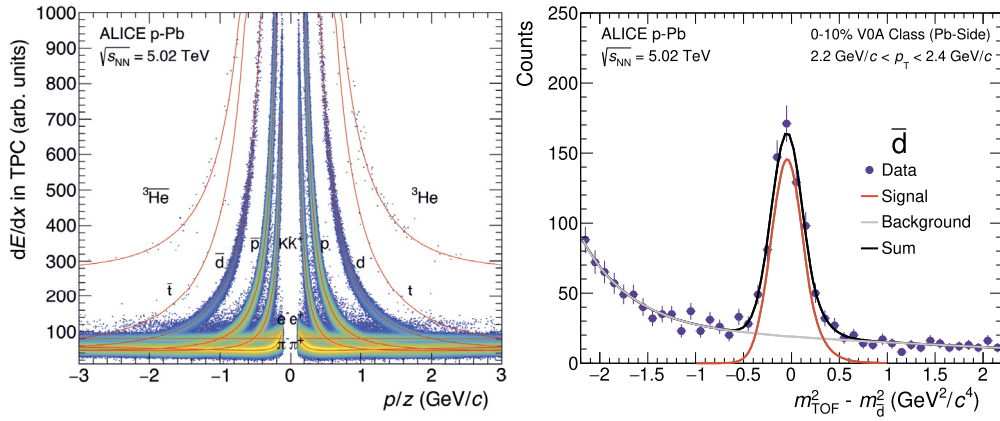 ALICE p-Pb
√s_NN = 5.02 TeV
dE/dx in TPC (arb. units)
1000
900
800
700
600
500
400
300
200
100
³H̅e̅
³He
d̅
p̅
K⁻K⁺
p
d
t̅
t
e⁻e⁺
π⁻π⁺
−3 −2 −1 0 1 2 3
p/z (GeV/c)
Counts
250
200
150
100
50
0
ALICE p-Pb
√s_NN = 5.02 TeV
0-10% V0A Class (Pb-Side)
2.2 GeV/c < p_T < 2.4 GeV/c
d̅
Data
Signal
Background
Sum
−2 −1.5 −1 −0.5 0 0.5 1 1.5 2
m²_TOF - m²_d̅ (GeV²/c⁴)